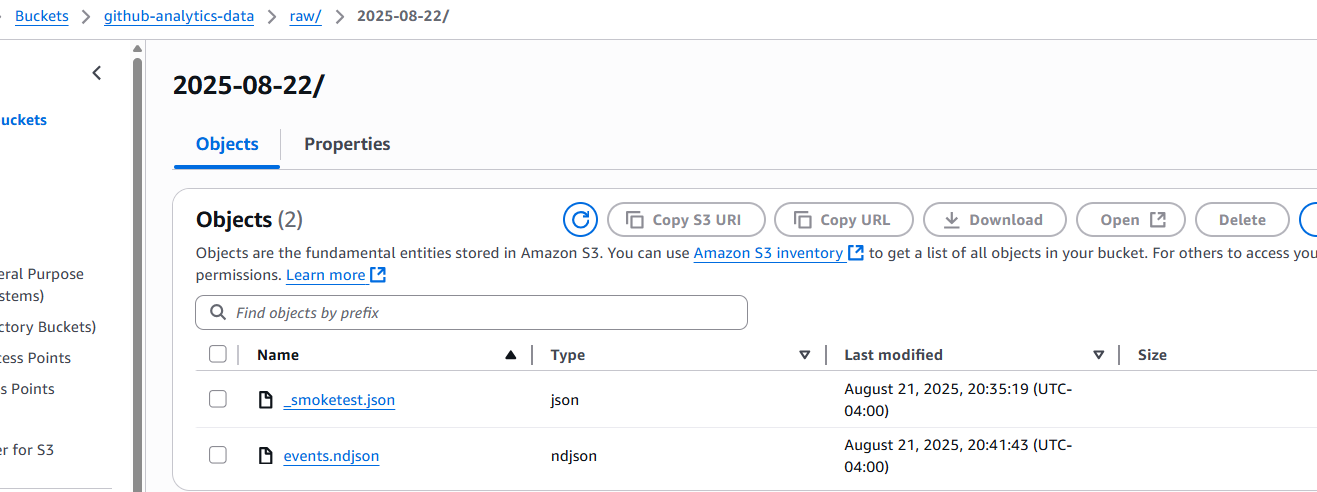 Buckets > github-analytics-data > raw/ > 2025-08-22/
2025-08-22/
uckets
Objects
Properties
Objects (2)
Copy S3 URI
Copy URL
Download
Open
Delete
Objects are the fundamental entities stored in Amazon S3. You can use Amazon S3 inventory to get a list of all objects in your bucket. For others to access you
permissions. Learn more
eral Purpose
stems)
Find objects by prefix
ctory Buckets)
Name
Type
Last modified
Size
cess Points
s Points
_smoketest.json
json
August 21, 2025, 20:35:19 (UTC-
04:00)
er for S3
events.ndjson
ndjson
August 21, 2025, 20:41:43 (UTC-
04:00)